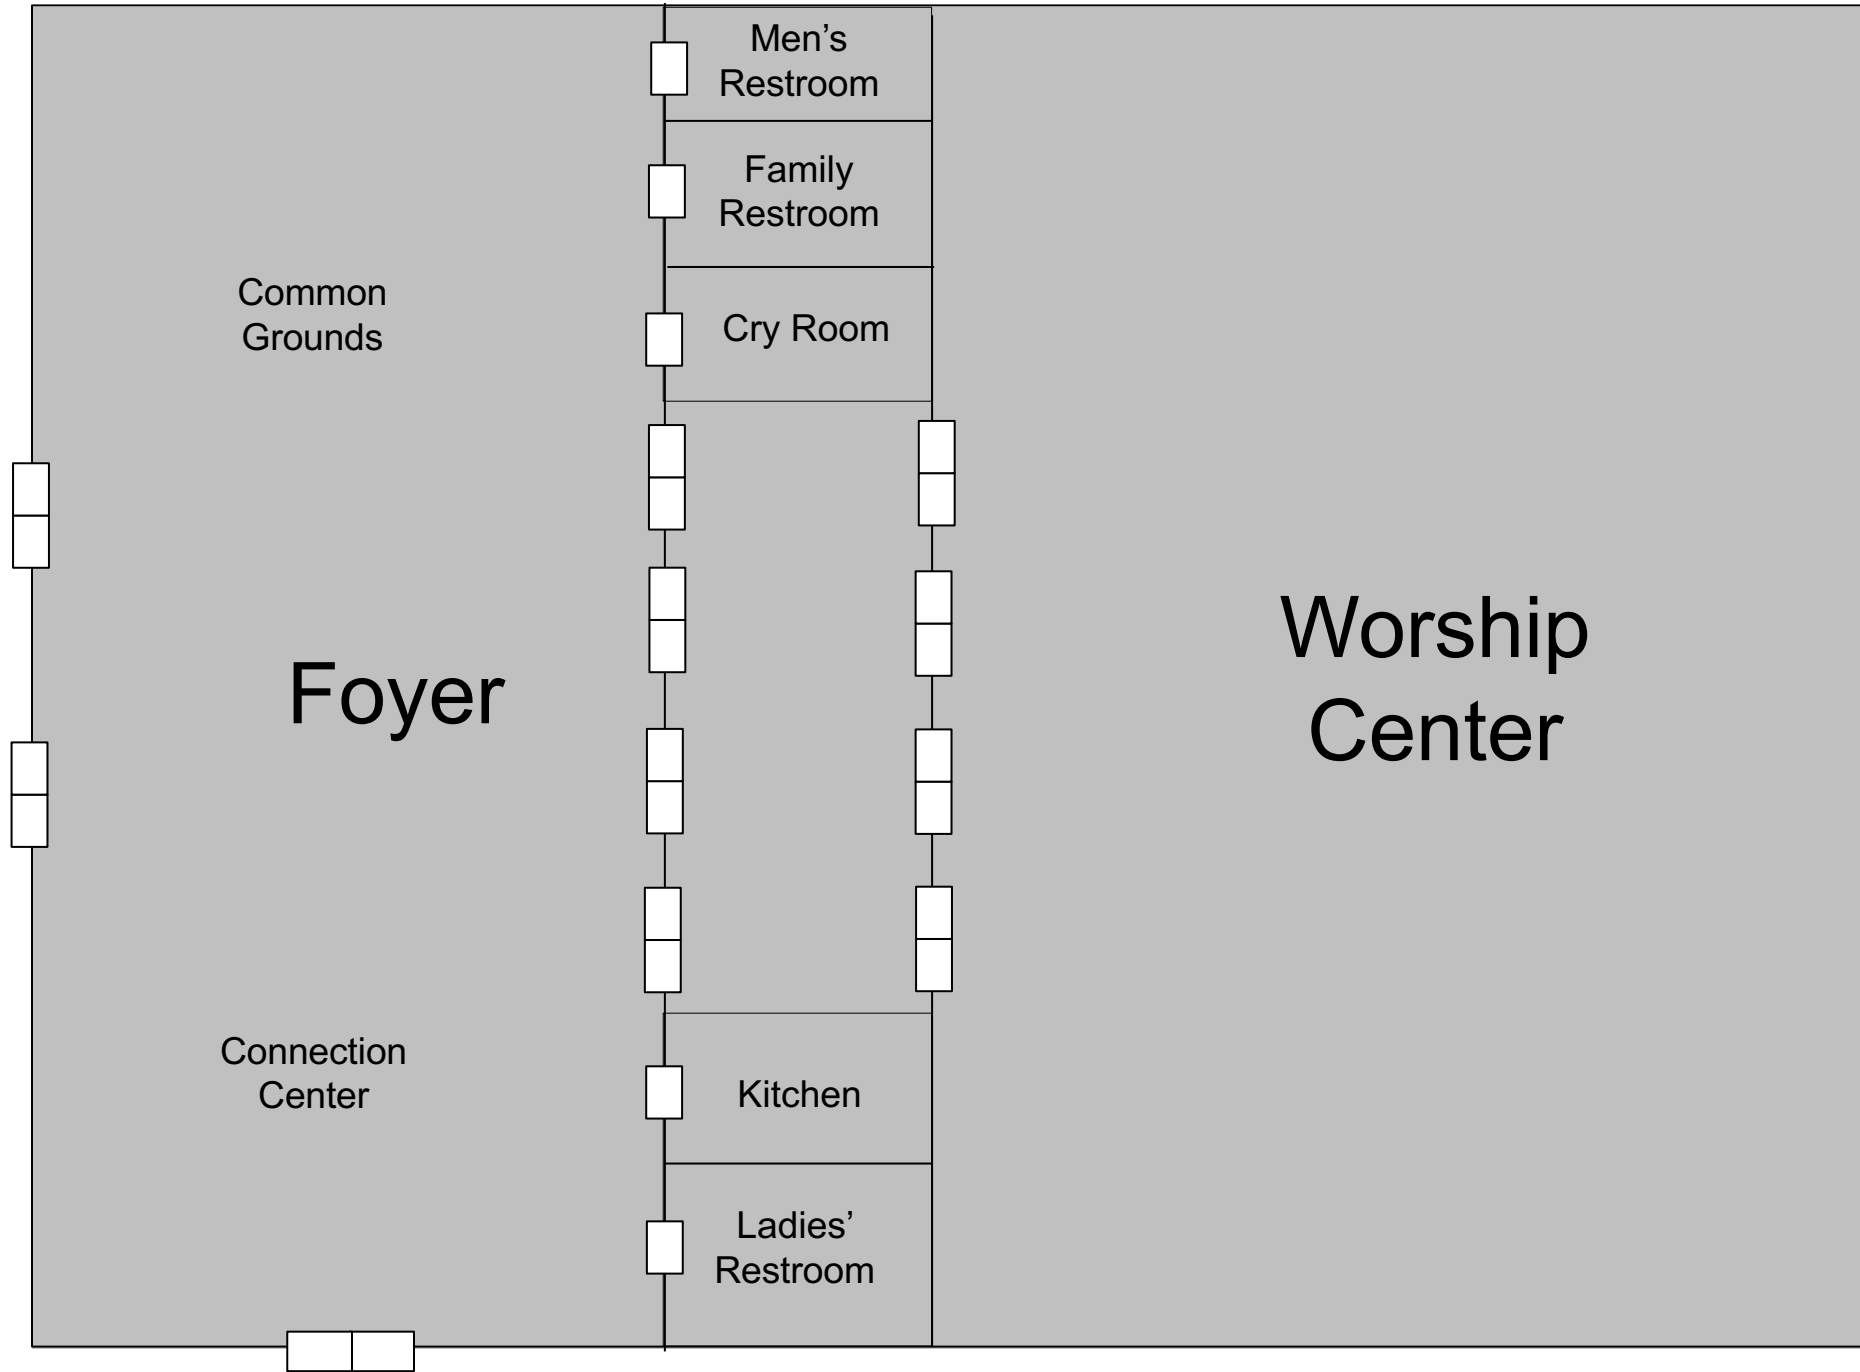 Men’s
Restroom
Family
Restroom
Common
Grounds
Cry Room
Foyer
Worship
Center
Connection
Center
Kitchen
Ladies’
Restroom